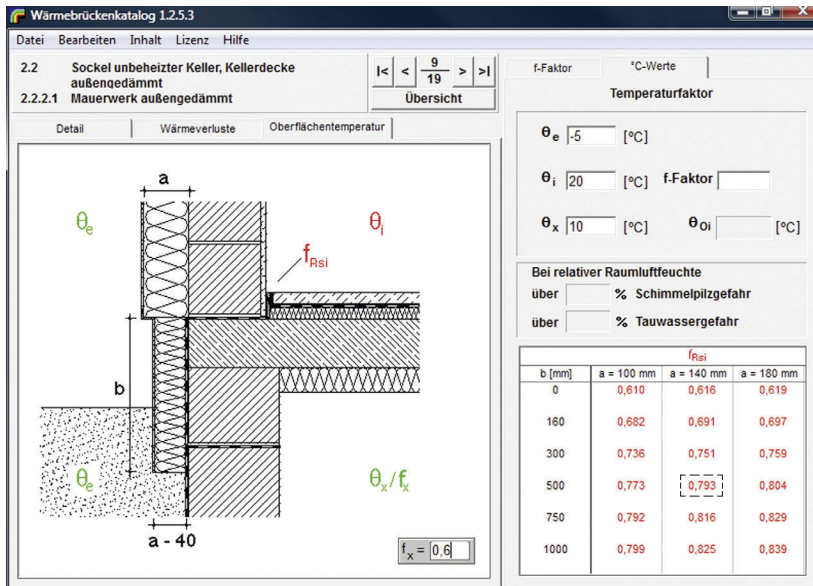 Wärmebrückenkatalog 1.2.5.3
Datei Bearbeiten Inhalt Lizenz Hilfe
2.2 Sockel unbeheizter Keller, Kellerdecke
außengedämmt
2.2.2.1 Mauerwerk außengedämmt
I< < 9/19 > >I
Übersicht
Detail Wärmeverluste Oberflächentemperatur
a
θe θi
fRsi
b
θe θx/fx
a - 40
fx = 0,6
f-Faktor °C-Werte
Temperaturfaktor
θe -5 [ºC]
θi 20 [ºC] f-Faktor
θx 10 [ºC] θOi [ºC]
Bei relativer Raumluftfeuchte
über % Schimmelpilzgefahr
über % Tauwassergefahr
fRsi
b [mm] a = 100 mm a = 140 mm a = 180 mm
0 0,610 0,616 0,619
160 0,682 0,691 0,697
300 0,736 0,751 0,759
500 0,773 0,793 0,804
750 0,792 0,816 0,829
1000 0,799 0,825 0,839